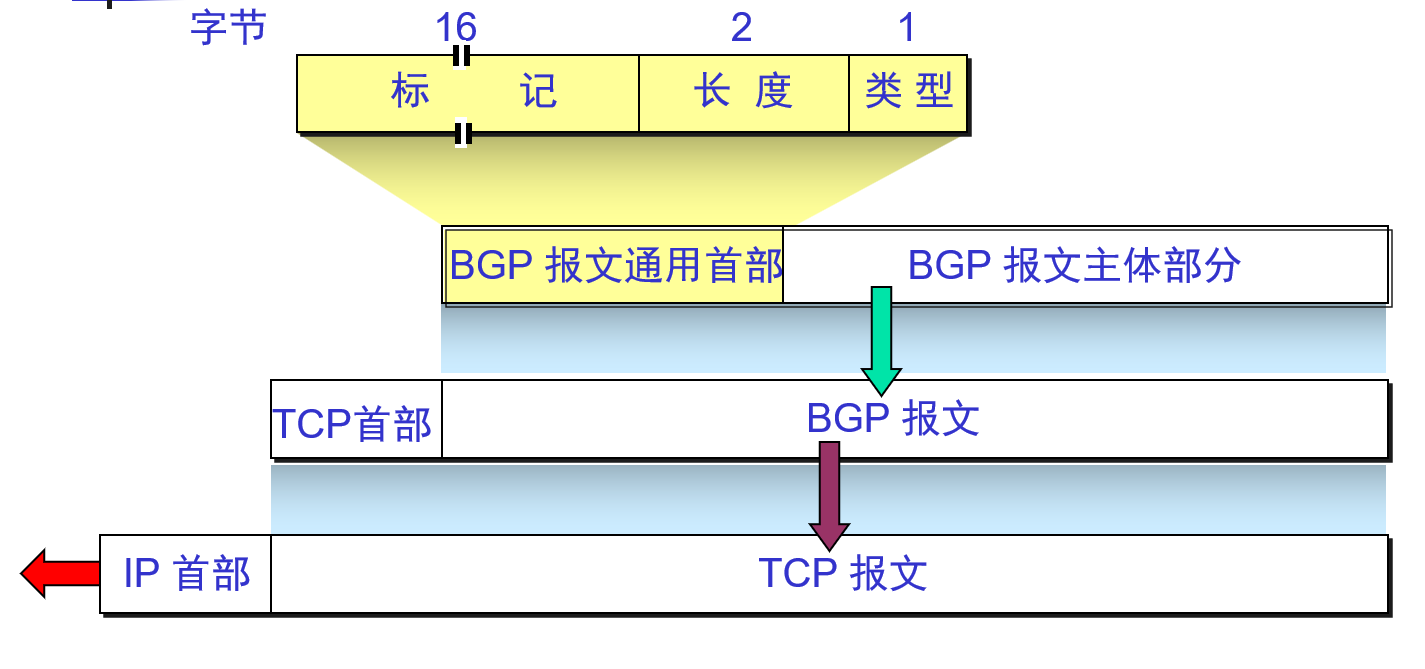 字节 16 2 1
标 记 长 度 类 型
BGP 报文通用首部 BGP 报文主体部分
TCP首部 BGP 报文
IP 首部 TCP 报文